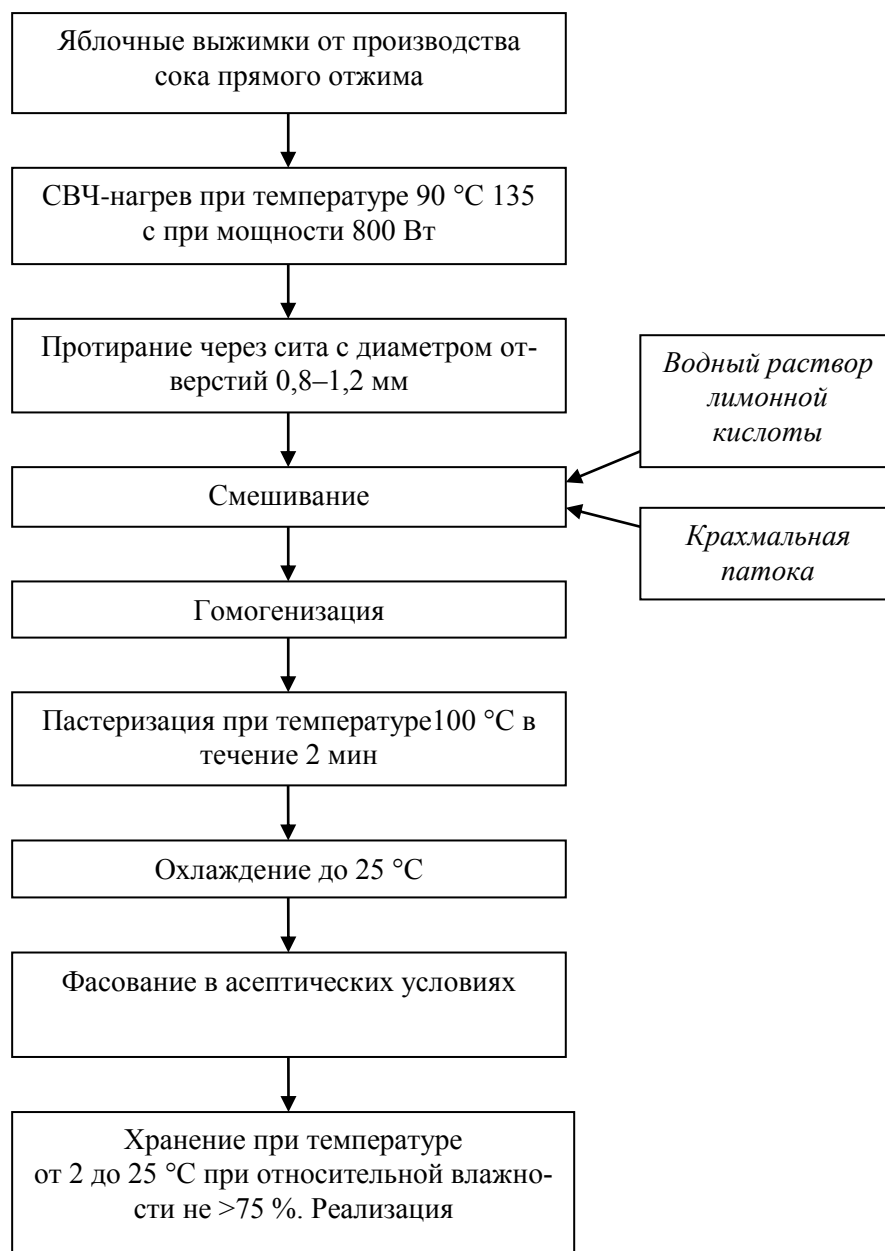 Яблочные выжимки от производства
сока прямого отжима
СВЧ-нагрев при температуре 90 °С 135
с при мощности 800 Вт
Протирание через сита с диаметром от-
верстий 0,8–1,2 мм
Водный раствор
лимонной
кислоты
Смешивание
Крахмальная
патока
Гомогенизация
Пастеризация при температуре100 °С в
течение 2 мин
Охлаждение до 25 °С
Фасование в асептических условиях
Хранение при температуре
от 2 до 25 °С при относительной влажно-
сти не >75 %. Реализация